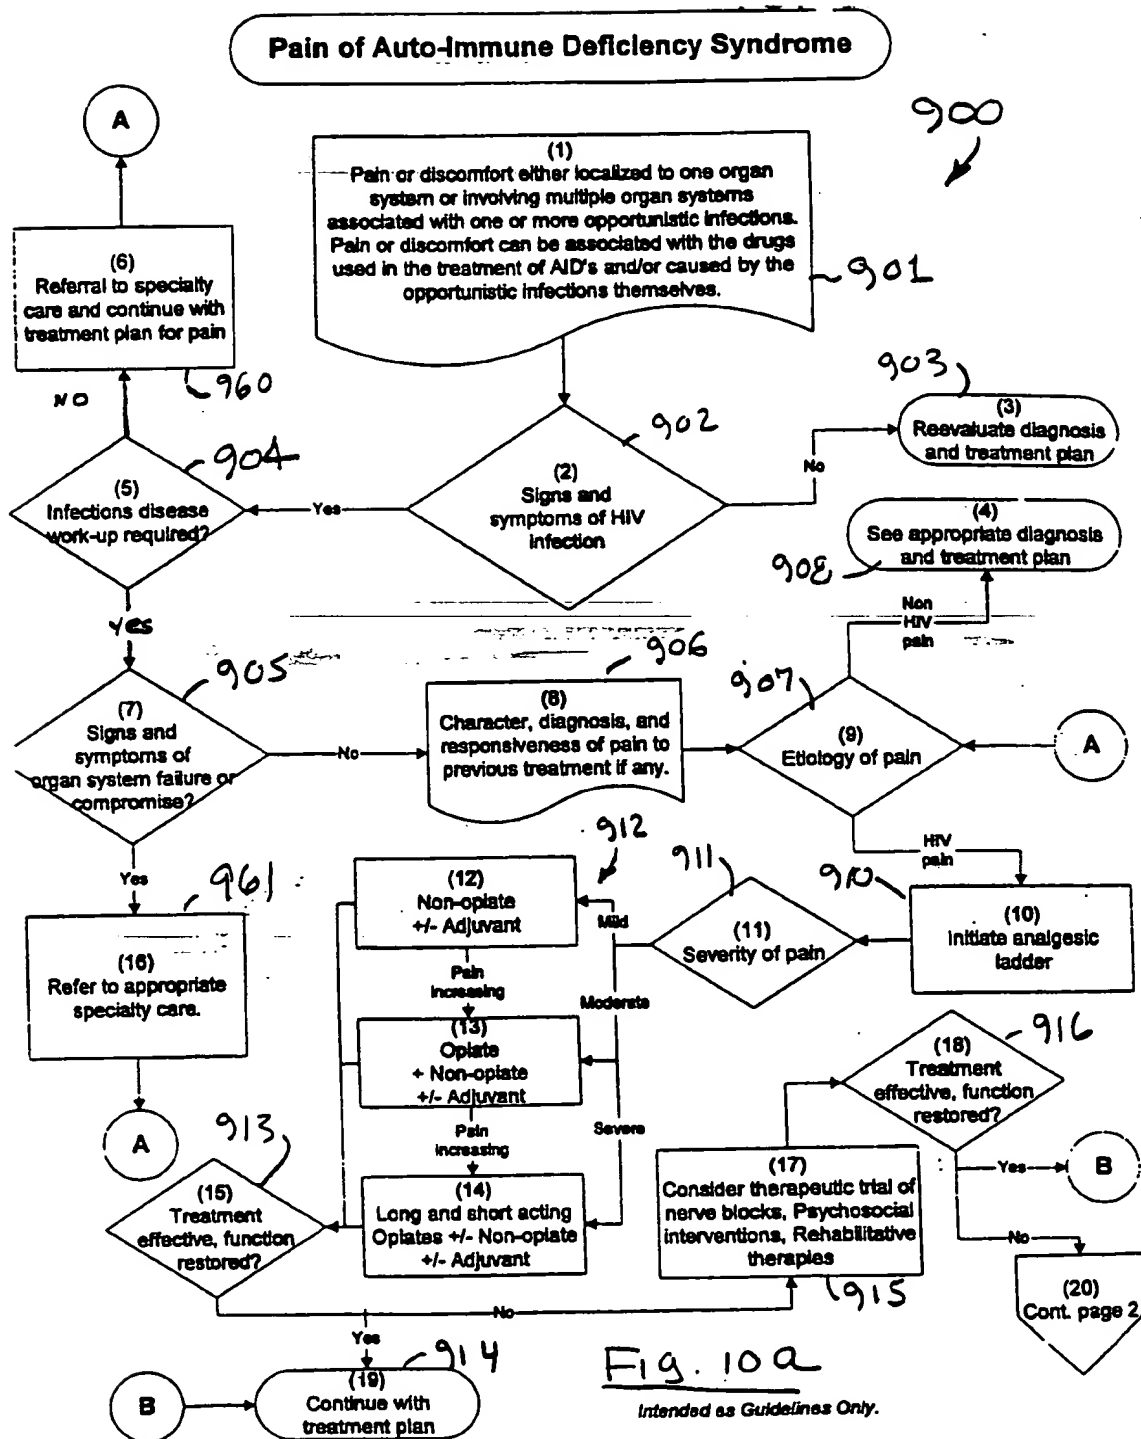 Pain of Auto-Immune Deficiency Syndrome
900
A
(1)
Pain or discomfort either localized to one organ
system or involving multiple organ systems
associated with one or more opportunistic infections.
Pain or discomfort can be associated with the drugs
used in the treatment of AID's and/or caused by the
opportunistic infections themselves.
901
(6)
Referral to specialty
care and continue with
treatment plan for pain
960
NO
903
(3)
Reevaluate diagnosis
and treatment plan
902
(2)
Signs and
symptoms of HIV
infection
No
Yes
904
(5)
Infections disease
work-up required?
(4)
See appropriate diagnosis
and treatment plan
908
Non
HIV
pain
Yes
905
(7)
Signs and
symptoms of
organ system failure or
compromise?
No
906
(8)
Character, diagnosis, and
responsiveness of pain to
previous treatment if any.
907
(9)
Etiology of pain
A
HIV
pain
Yes
961
(16)
Refer to appropriate
specialty care.
A
912
(12)
Non-opiate
+/- Adjuvant
Pain
increasing
(13)
Opiate
+ Non-opiate
+/- Adjuvant
Pain
increasing
(14)
Long and short acting
Opiates +/- Non-opiate
+/- Adjuvant
Mild
Moderate
Severe
911
(11)
Severity of pain
910
(10)
Initiate analgesic
ladder
916
(18)
Treatment
effective, function
restored?
Yes
B
No
(20)
Cont. page 2
(17)
Consider therapeutic trial of
nerve blocks, Psychosocial
interventions, Rehabilitative
therapies
915
913
(15)
Treatment
effective, function
restored?
No
Yes
914
B
(19)
Continue with
treatment plan
Fig. 10a
Intended as Guidelines Only.